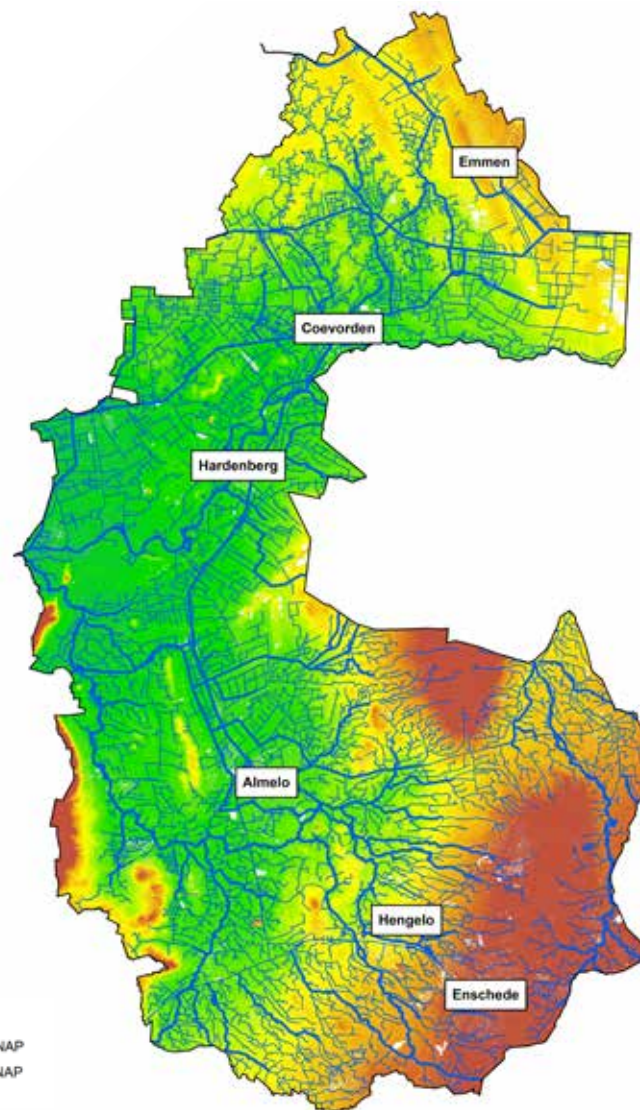 Emmen
Coevorden
Hardenberg
Almelo
Hengelo
Enschede
NAP
NAP